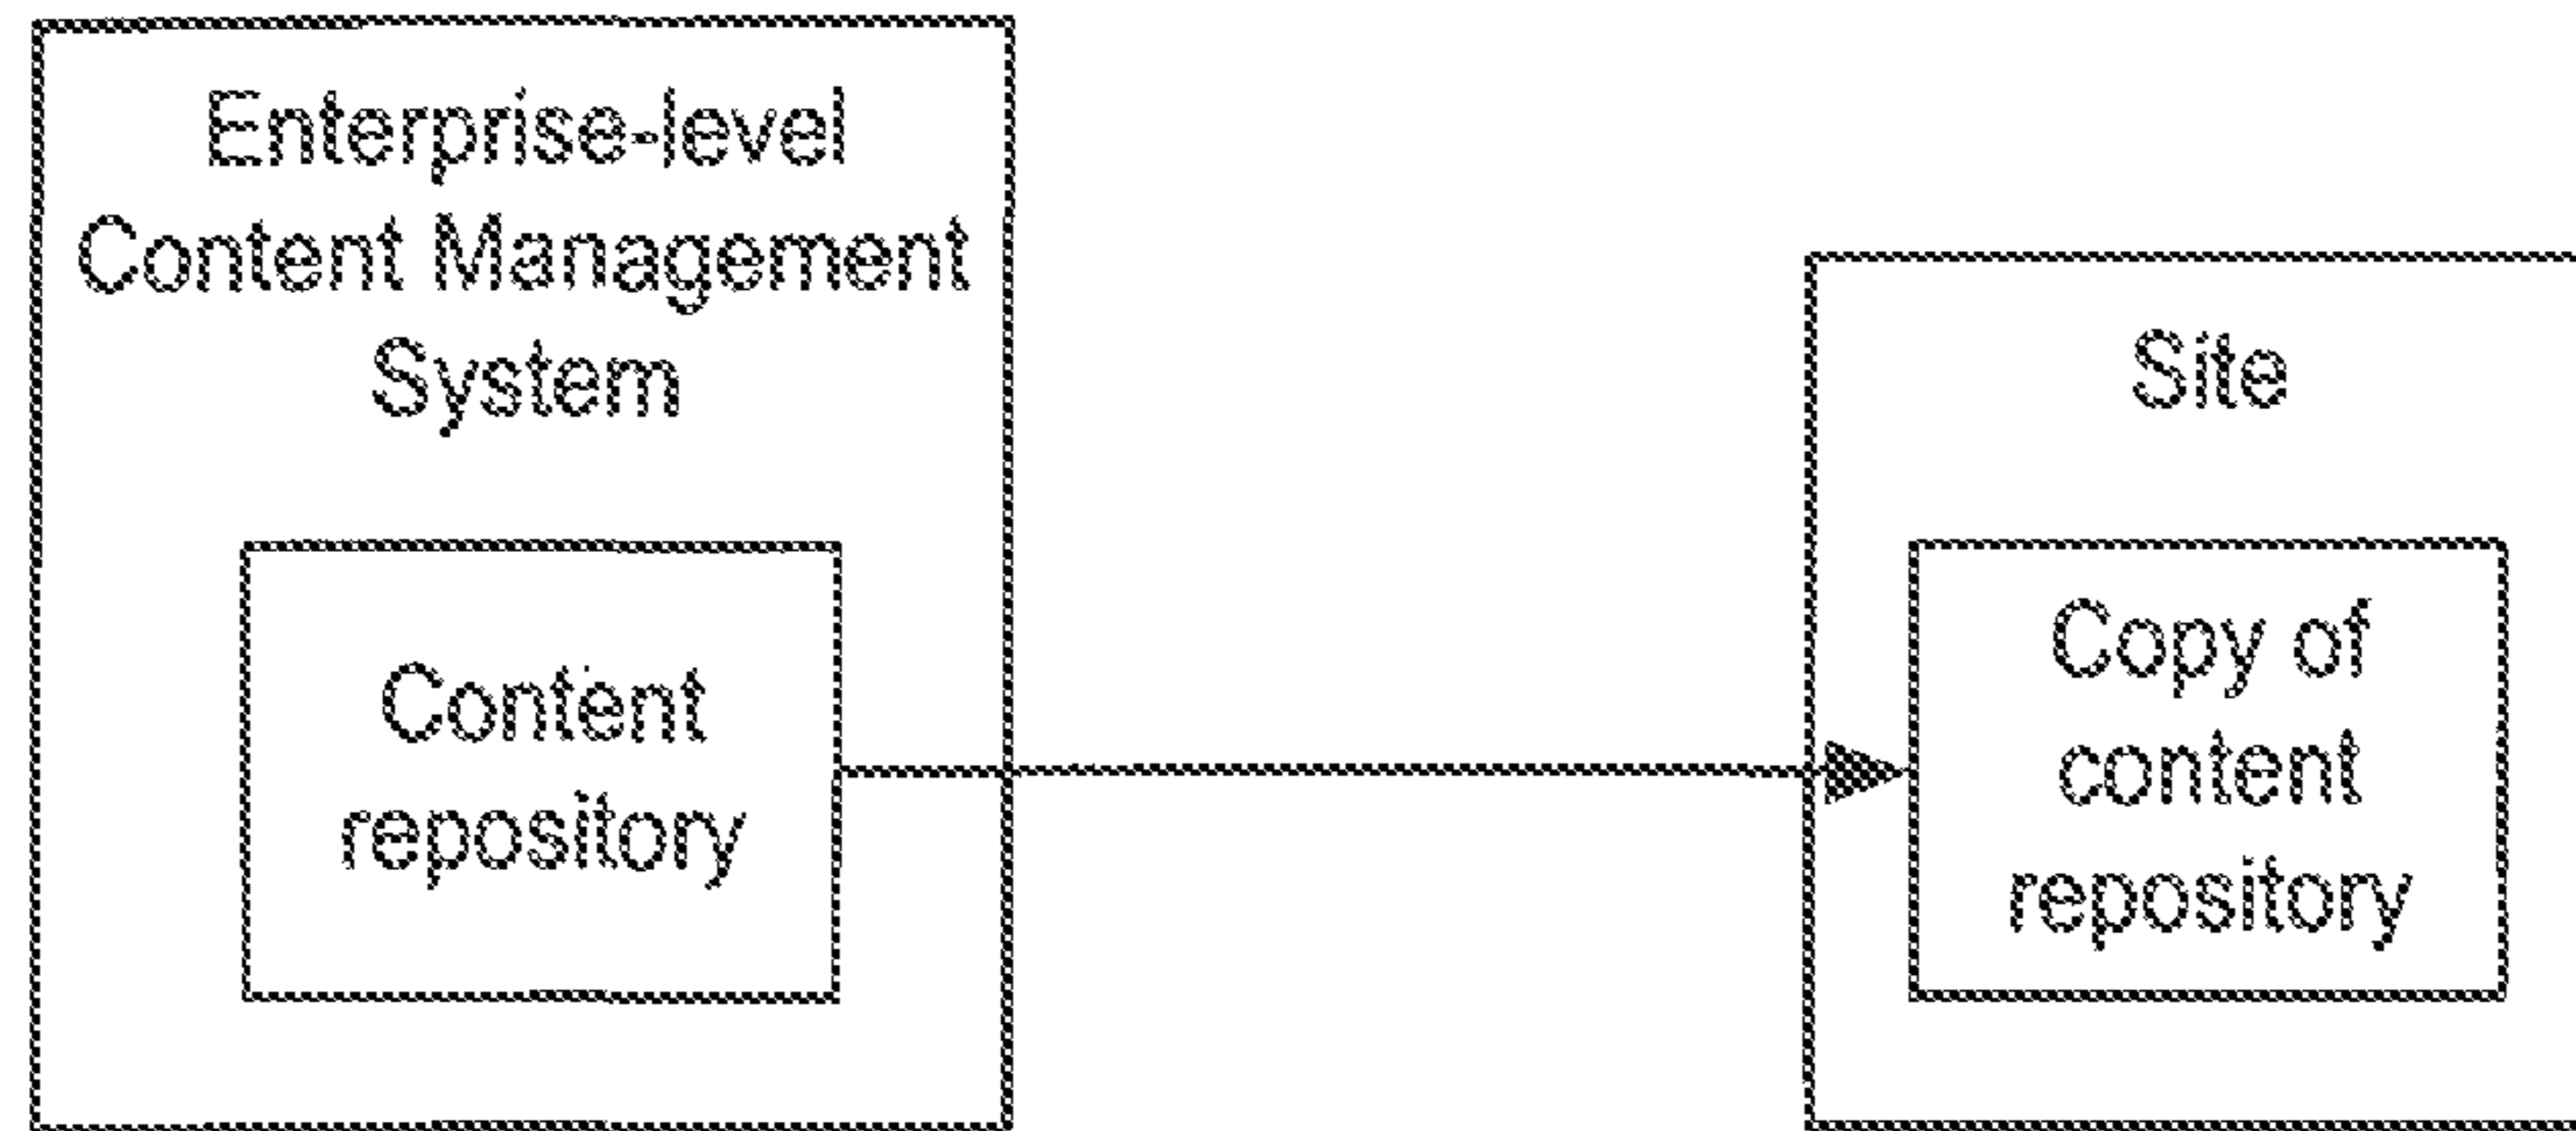 Enterprise-level
Content Management
System
Content
repository
Site
Copy of
content
repository